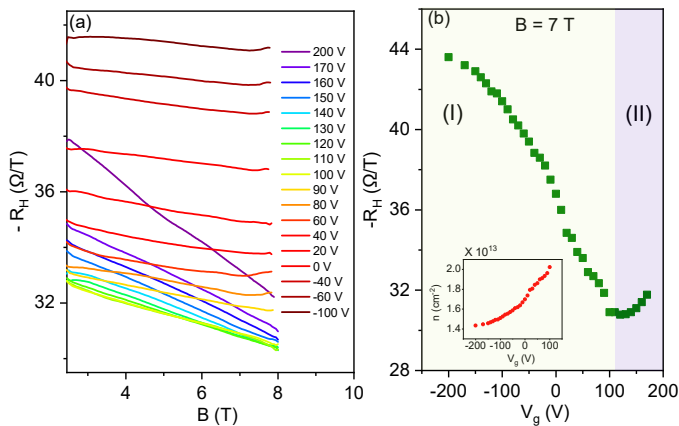 (a)
41
36
32
- R_H (Ω/T)
4
6
8
10
B (T)
200 V
170 V
160 V
150 V
140 V
130 V
120 V
110 V
100 V
90 V
80 V
60 V
40 V
20 V
0 V
-40 V
-60 V
-100 V
(b)
B = 7 T
44
40
36
32
28
-R_H (Ω/T)
(I)
(II)
-200
-100
0
100
200
V_g (V)
X 10^13
2.0
1.8
1.6
1.4
n (cm^-2)
-200
-100
0
100
V_g (V)